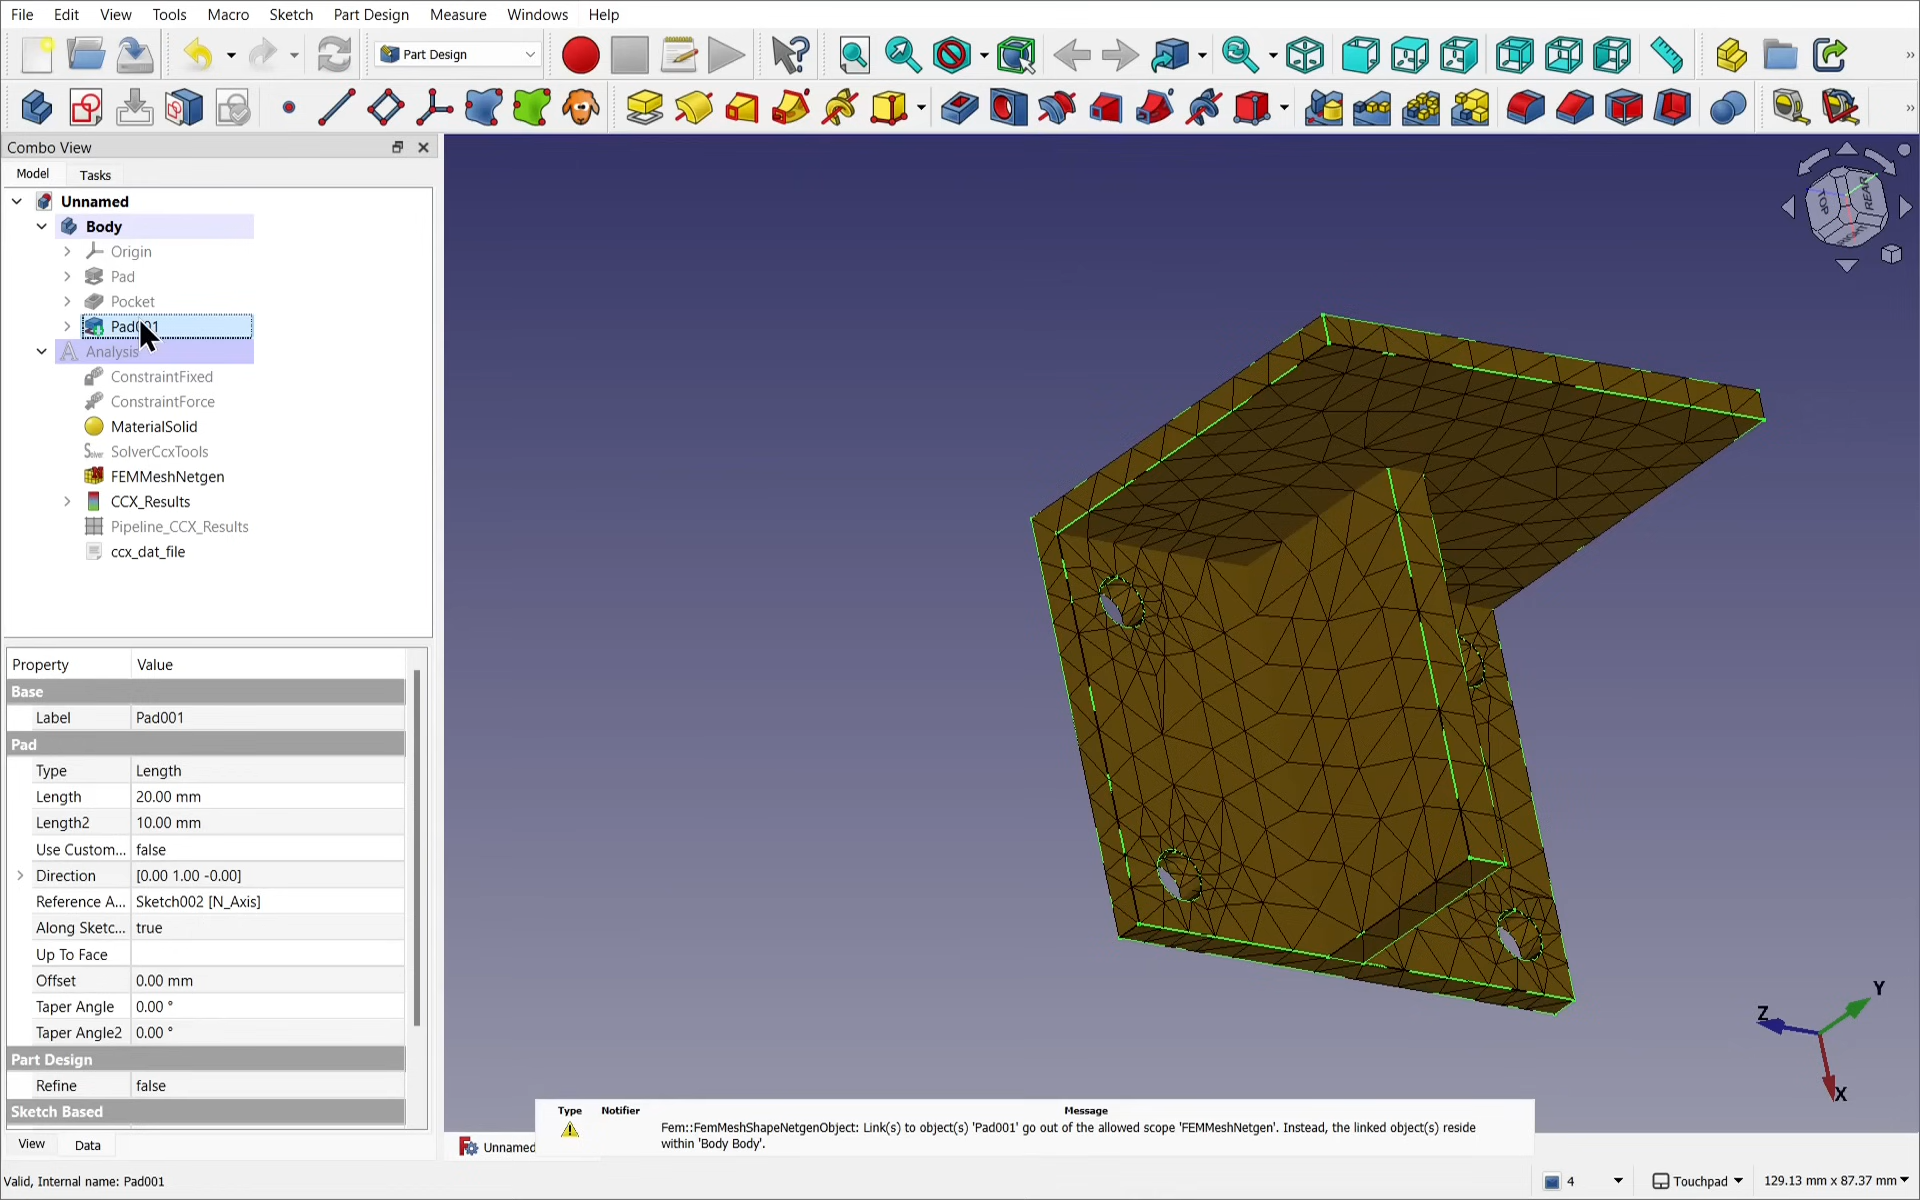 File Edit View Tools Macro Sketch Part Design Measure Windows Help
Part Design
Combo View
Model Tasks
Unnamed
Body
Origin
Pad
Pocket
Pad001
Analysis
ConstraintFixed
ConstraintForce
MaterialSolid
SolverCcxTools
FEMMeshNetgen
CCX_Results
Pipeline_CCX_Results
ccx_dat_file
Property Value
Base
Label Pad001
Pad
Type Length
Length 20.00 mm
Length2 10.00 mm
Use Custom... false
Direction [0.00 1.00 -0.00]
Reference A... Sketch002 [N_Axis]
Along Sketc... true
Up To Face
Offset 0.00 mm
Taper Angle 0.00 °
Taper Angle2 0.00 °
Part Design
Refine false
Sketch Based
View Data
TOP REAR
Z Y X
Unnamed
Type Notifier Message
Fem::FemMeshShapeNetgenObject: Link(s) to object(s) 'Pad001' go out of the allowed scope 'FEMMeshNetgen'. Instead, the linked object(s) reside
within 'Body Body'.
Valid, Internal name: Pad001 4 Touchpad 129.13 mm x 87.37 mm